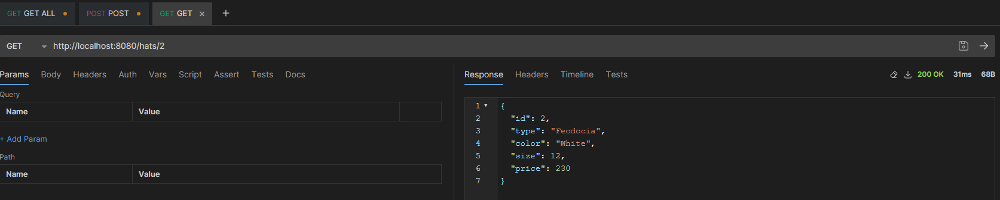 GET GET ALL POST POST GET GET × +
GET http://localhost:8080/hats/2
Params Body Headers Auth Vars Script Assert Tests Docs
Query
Name Value
+ Add Param
Path
Name Value
Response Headers Timeline Tests 200 OK 31ms 68B
1 {
2 "id": 2,
3 "type": "Feodocia",
4 "color": "White",
5 "size": 12,
6 "price": 230
7 }